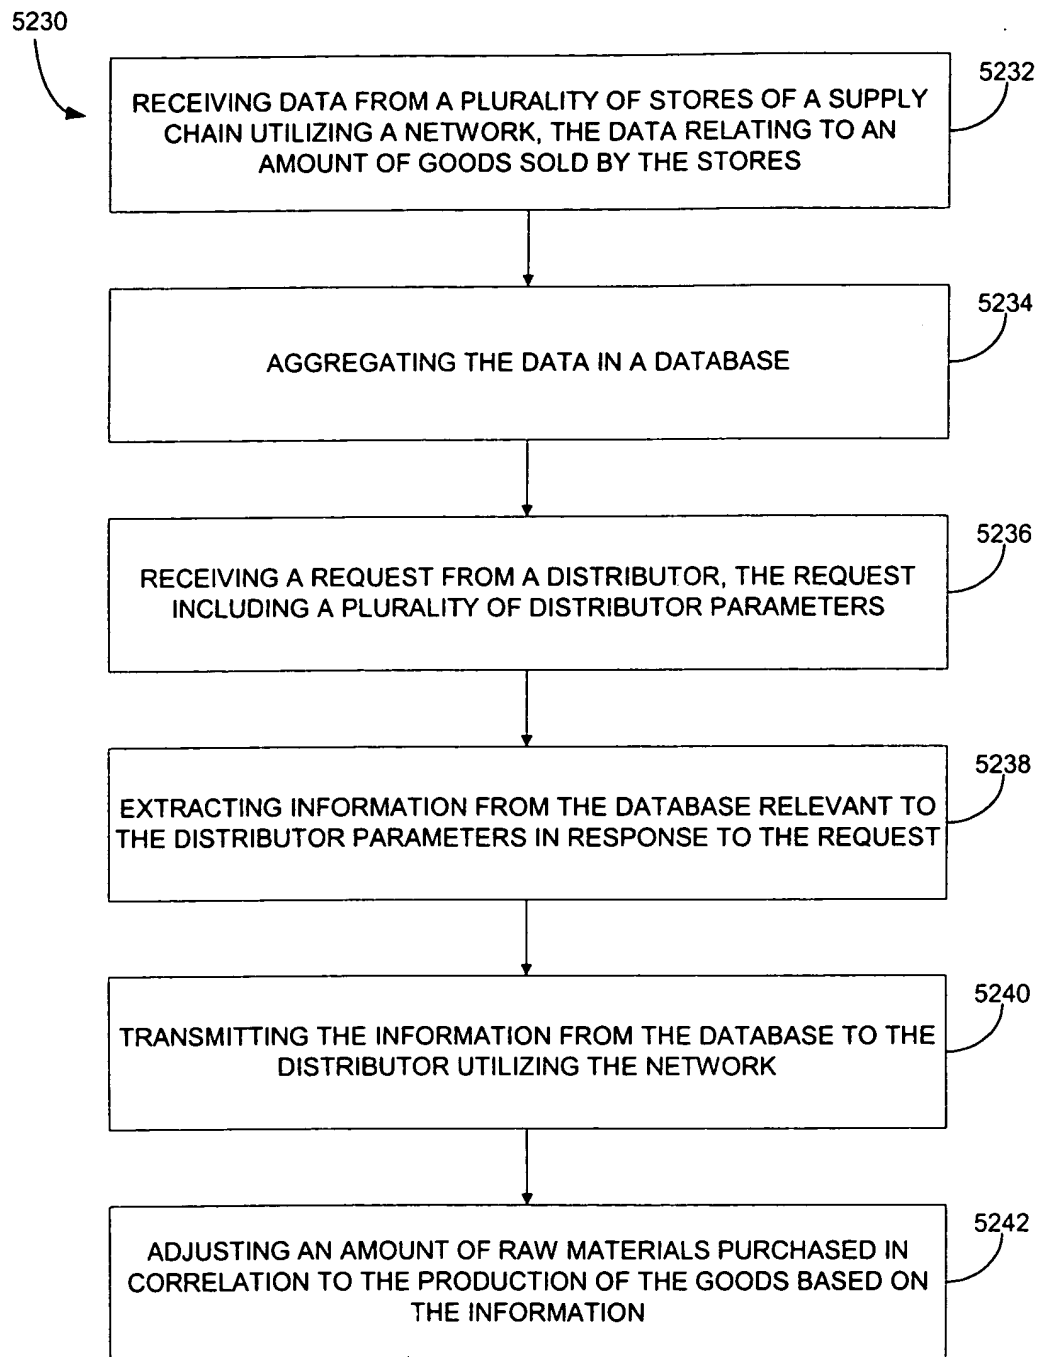 5230
5232
RECEIVING DATA FROM A PLURALITY OF STORES OF A SUPPLY
CHAIN UTILIZING A NETWORK, THE DATA RELATING TO AN
AMOUNT OF GOODS SOLD BY THE STORES
5234
AGGREGATING THE DATA IN A DATABASE
5236
RECEIVING A REQUEST FROM A DISTRIBUTOR, THE REQUEST
INCLUDING A PLURALITY OF DISTRIBUTOR PARAMETERS
5238
EXTRACTING INFORMATION FROM THE DATABASE RELEVANT TO
THE DISTRIBUTOR PARAMETERS IN RESPONSE TO THE REQUEST
5240
TRANSMITTING THE INFORMATION FROM THE DATABASE TO THE
DISTRIBUTOR UTILIZING THE NETWORK
5242
ADJUSTING AN AMOUNT OF RAW MATERIALS PURCHASED IN
CORRELATION TO THE PRODUCTION OF THE GOODS BASED ON
THE INFORMATION